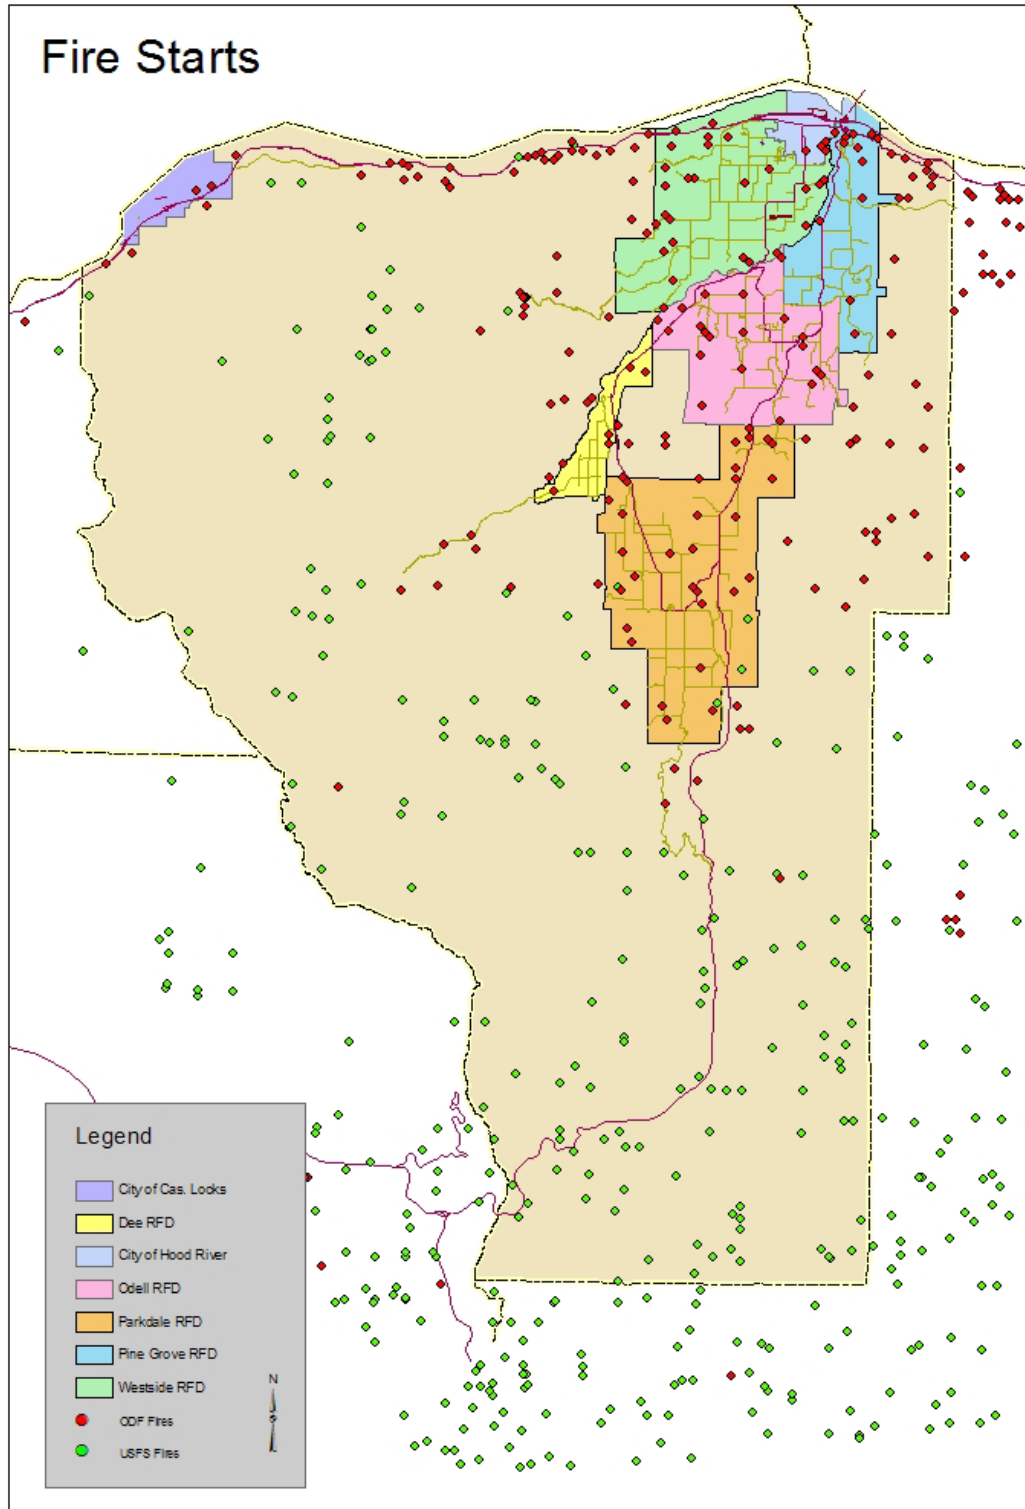 Fire Starts
Legend
City of Cas. Locks
Dee RFD
City of Hood River
Odell RFD
Parkdale RFD
Pine Grove RFD
Westside RFD
ODF Fires
USFS Fires
N